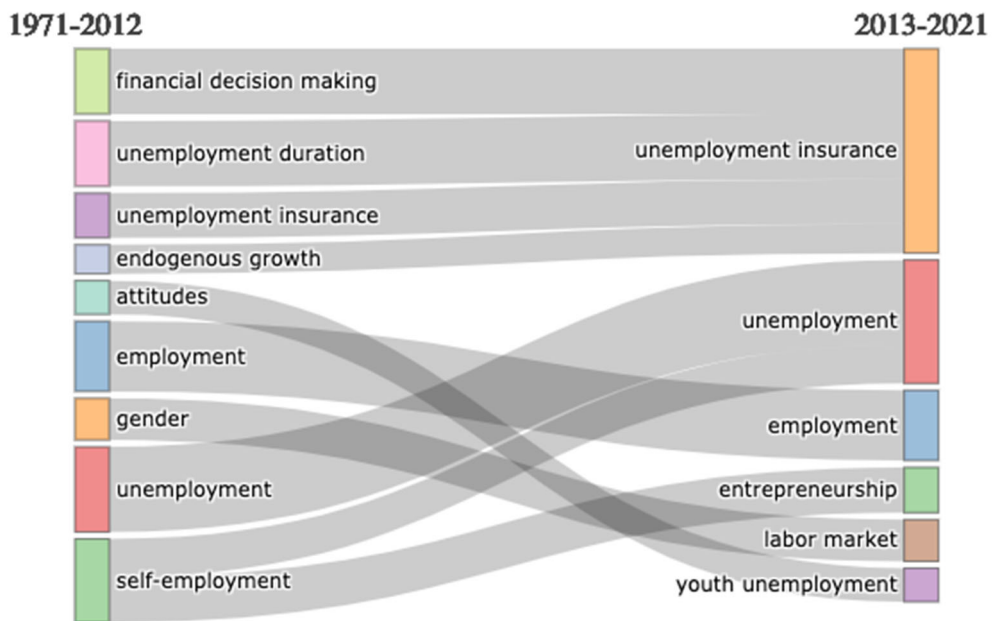 1971-2012
2013-2021
financial decision making
unemployment duration
unemployment insurance
endogenous growth
attitudes
employment
gender
unemployment
self-employment
unemployment insurance
unemployment
employment
entrepreneurship
labor market
youth unemployment